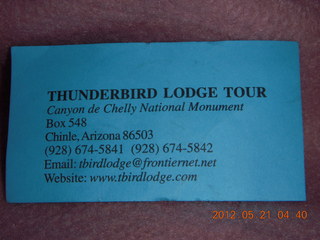 THUNDERBIRD LODGE TOUR
Canyon de Chelly National Monument
Box 548
Chinle, Arizona 86503
(928) 674-5841 (928) 674-5842
Email: tbirdlodge@frontiernet.net
Website: www.tbirdlodge.com
2012 05 21 04:40